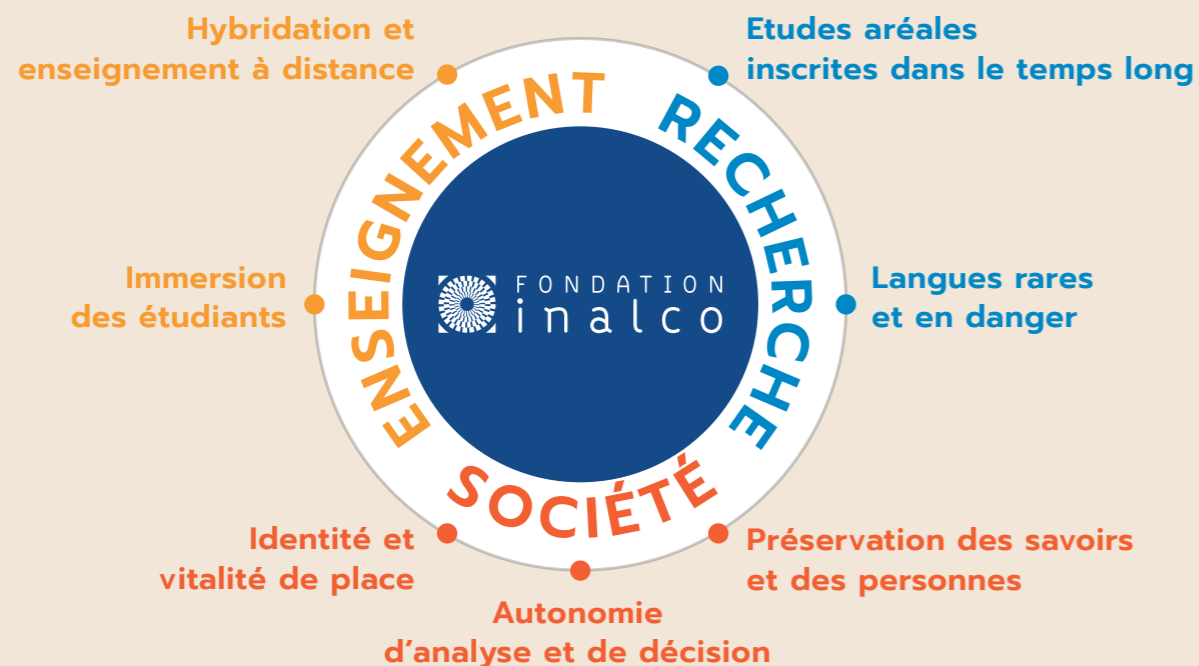 Hybridation et
enseignement à distance
Etudes aréales
inscrites dans le temps long
ENSEIGNEMENT
RECHERCHE
Immersion
des étudiants
FONDATION
inalco
Langues rares
et en danger
SOCIÉTÉ
Identité et
vitalité de place
Préservation des savoirs
et des personnes
Autonomie
d'analyse et de décision